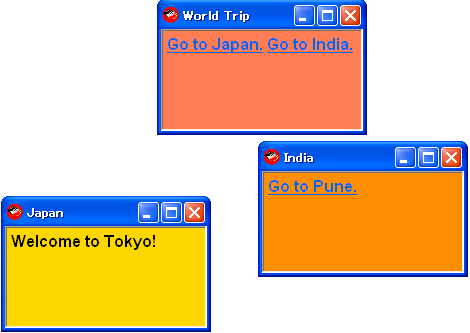 World Trip
Go to Japan. Go to India.
India
Go to Pune.
Japan
Welcome to Tokyo!